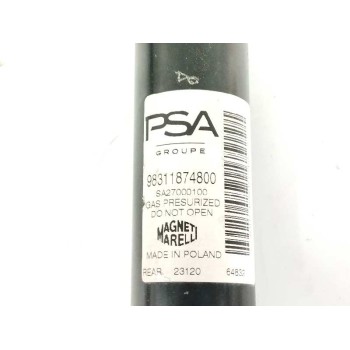 PSA
GROUPE
98311874800
SA27000100
GAS PRESURIZED
DO NOT OPEN
MAGNETI
MARELLI
MADE IN POLAND
REAR 23120